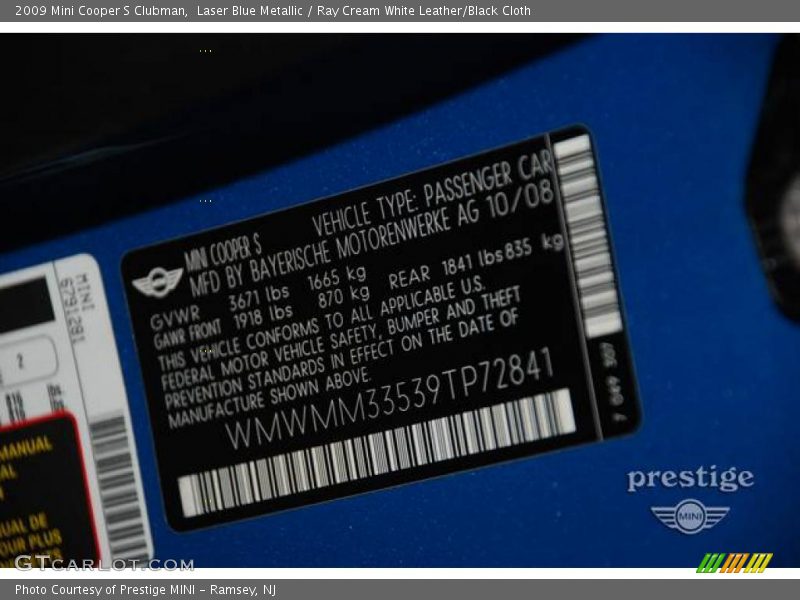 2009 Mini Cooper S Clubman,  Laser Blue Metallic / Ray Cream White Leather/Black Cloth
MINI COOPER S VEHICLE TYPE: PASSENGER CAR
MFD BY BAYERISCHE MOTORENWERKE AG 10/08
GVWR 3671 lbs 1665 kg
GAWR FRONT 1918 lbs 870 kg REAR 1841 lbs 835 kg
THIS VEHICLE CONFORMS TO ALL APPLICABLE U.S.
FEDERAL MOTOR VEHICLE SAFETY, BUMPER AND THEFT
PREVENTION STANDARDS IN EFFECT ON THE DATE OF
MANUFACTURE SHOWN ABOVE.
WMWMM33539TP72841
MINI
6791281
2
MANUAL
prestige
MINI
GTcarlot.com
Photo Courtesy of Prestige MINI - Ramsey, NJ